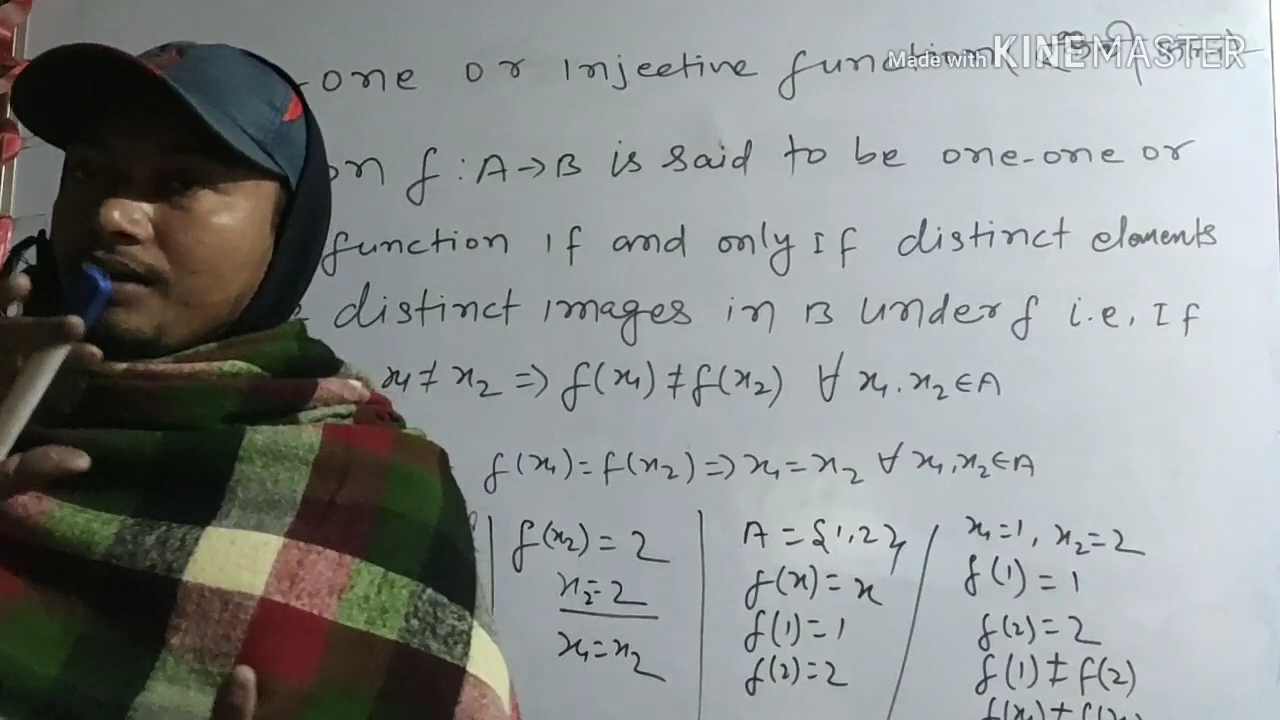 -one or Injective function(
Made with KINEMASTER
on f : A→B is said to be one-one or
function If and only If distinct elements
distinct images in B under f i.e, If
x₁ ≠ x₂ => f(x₁) ≠ f(x₂) ∀ x₁, x₂ ∈ A
f(x₁) = f(x₂) => x₁ = x₂ ∀ x₁, x₂ ∈ A
f(x₂) = 2
x₂ = 2
x₁ = x₂
A = {1, 2}
f(x) = x
f(1) = 1
f(2) = 2
x₁ = 1, x₂ = 2
f(1) = 1
f(2) = 2
f(1) ≠ f(2)
f(x₁) ≠ f(x₂)